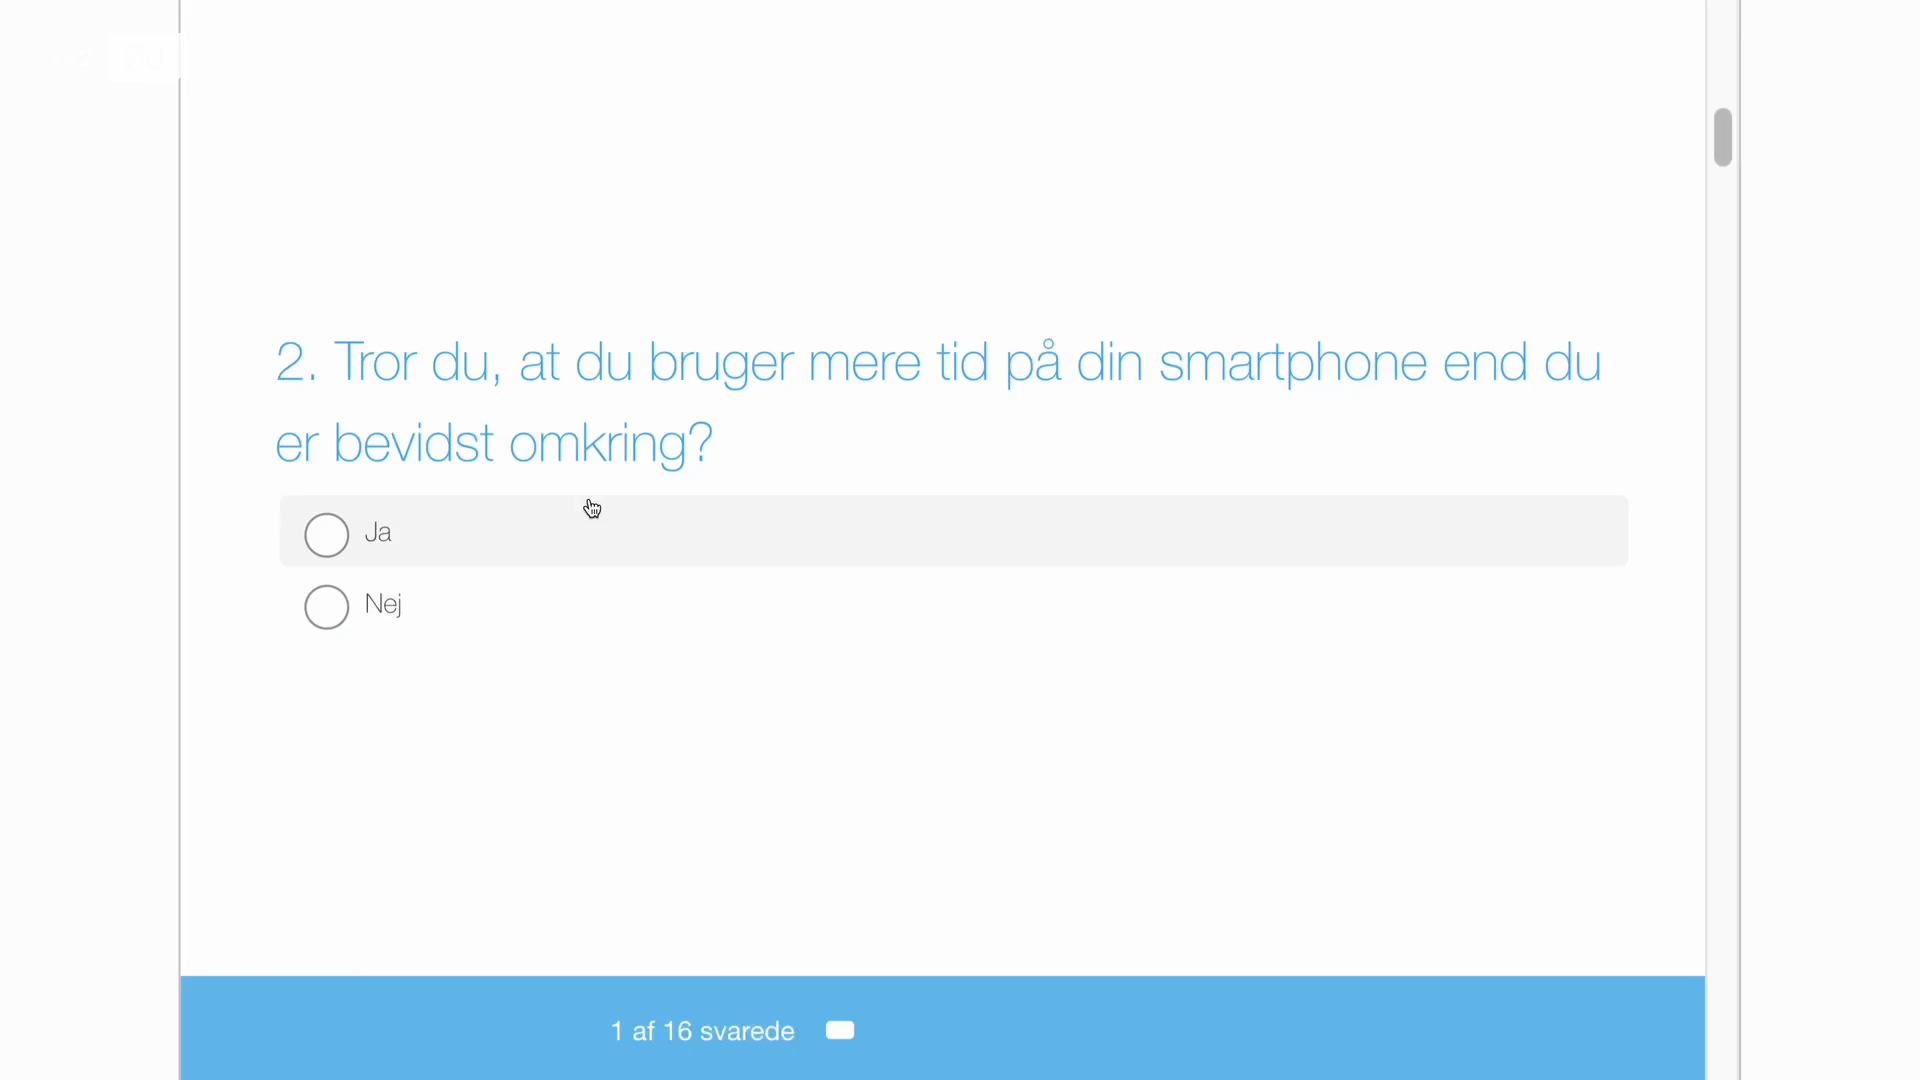 2. Tror du, at du bruger mere tid på din smartphone end du
er bevidst omkring?
Ja
Nej
1 af 16 svarede